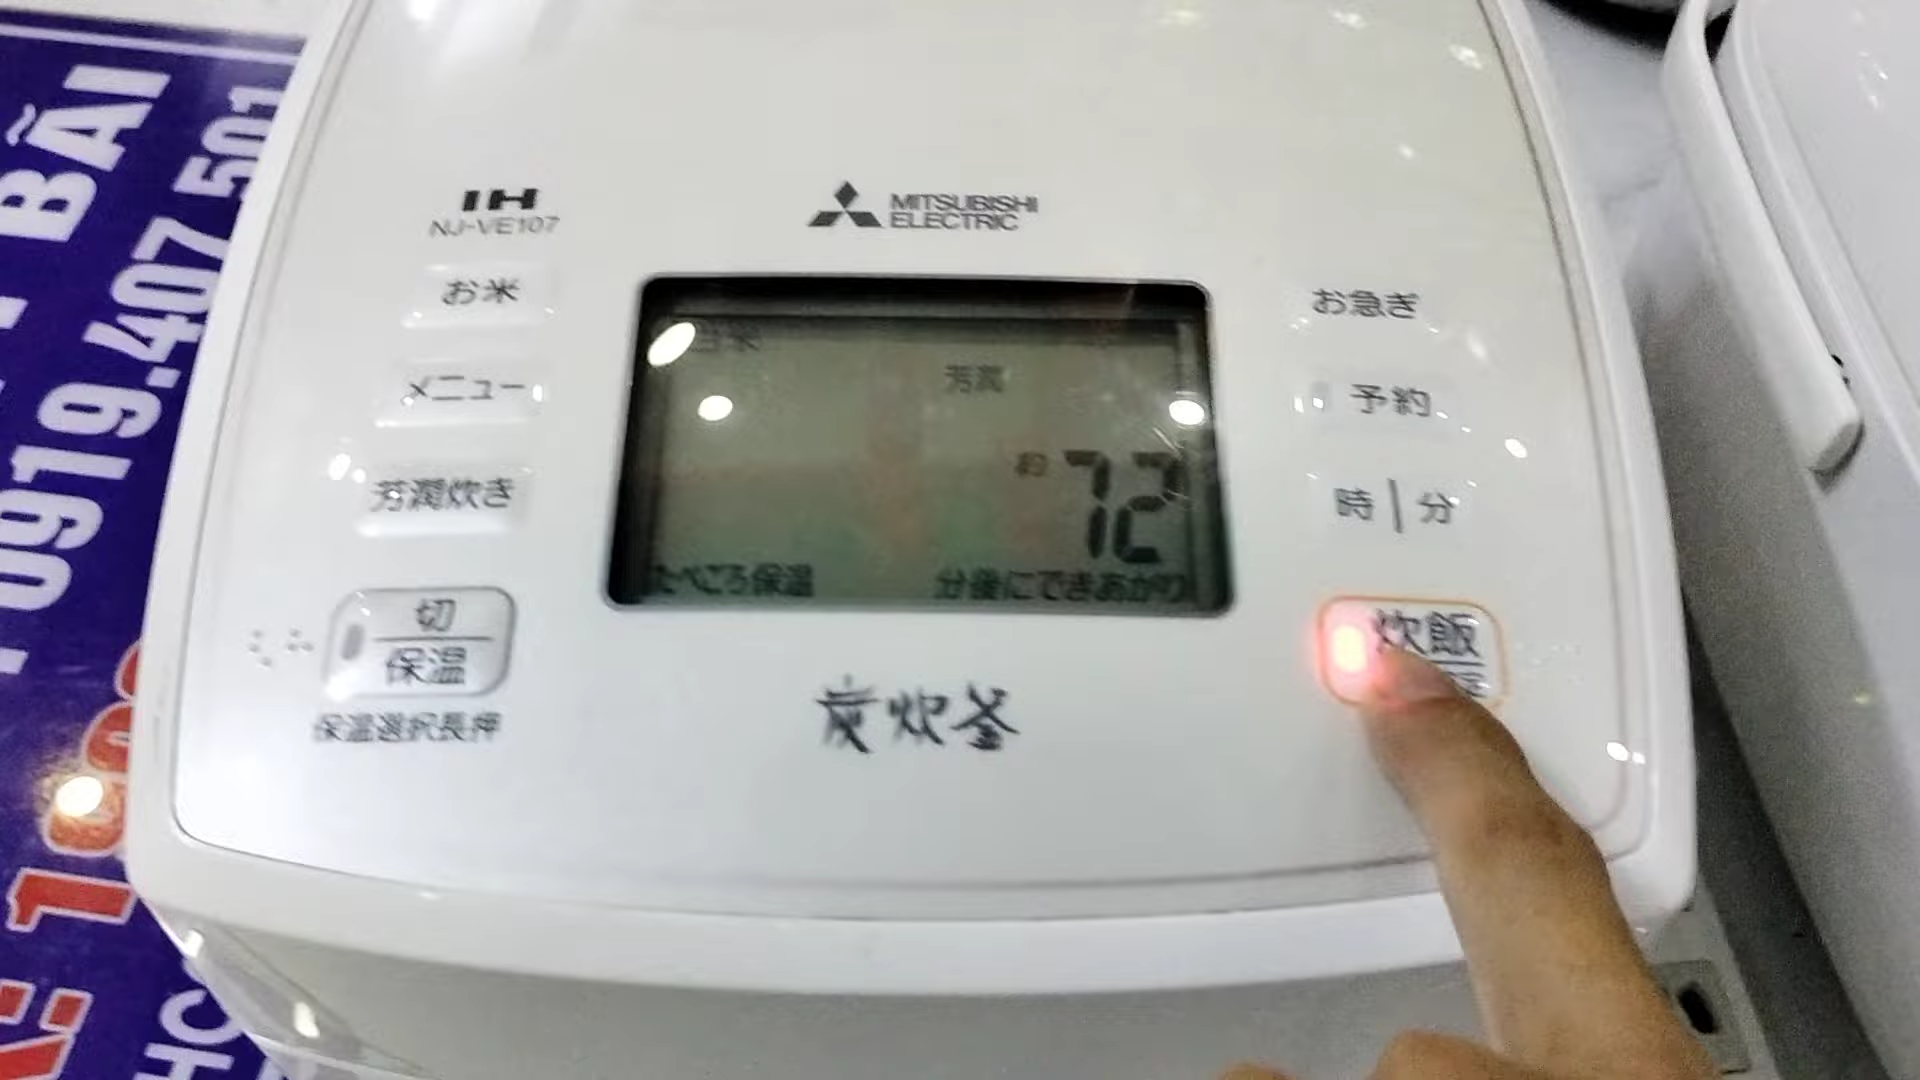 BÃI
0919.407 501
IH
NJ-VE107
MITSUBISHI
ELECTRIC
お米
メニュー
芳潤炊き
切
保温
保温選択長押
白米
芳潤
約 72
たべごろ保温
分後にできあがり
お急ぎ
予約
時 | 分
炊飯
炭炊釜